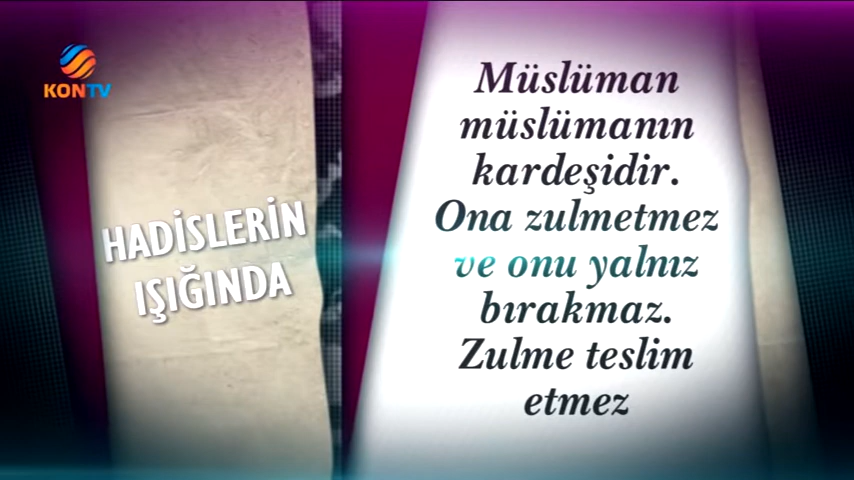 KONTV
HADİSLERİN
IŞIĞINDA
Müslüman
müslümanın
kardeşidir.
Ona zulmetmez
ve onu yalnız
bırakmaz.
Zulme teslim
etmez